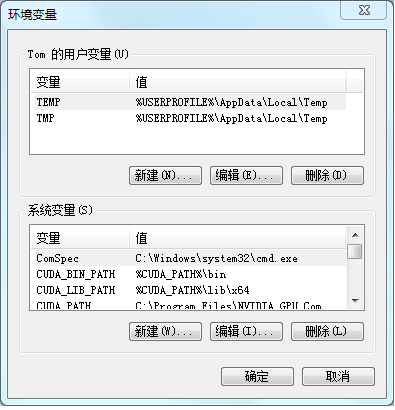 环境变量
Tom 的用户变量(U)
变量 值
TEMP %USERPROFILE%\AppData\Local\Temp
TMP %USERPROFILE%\AppData\Local\Temp
新建(N)... 编辑(E)... 删除(D)
系统变量(S)
变量 值
ComSpec C:\Windows\system32\cmd.exe
CUDA_BIN_PATH %CUDA_PATH%\bin
CUDA_LIB_PATH %CUDA_PATH%\lib\x64
CUDA_PATH C:\Program Files\NVIDIA GPU Com
新建(W)... 编辑(I)... 删除(L)
确定 取消